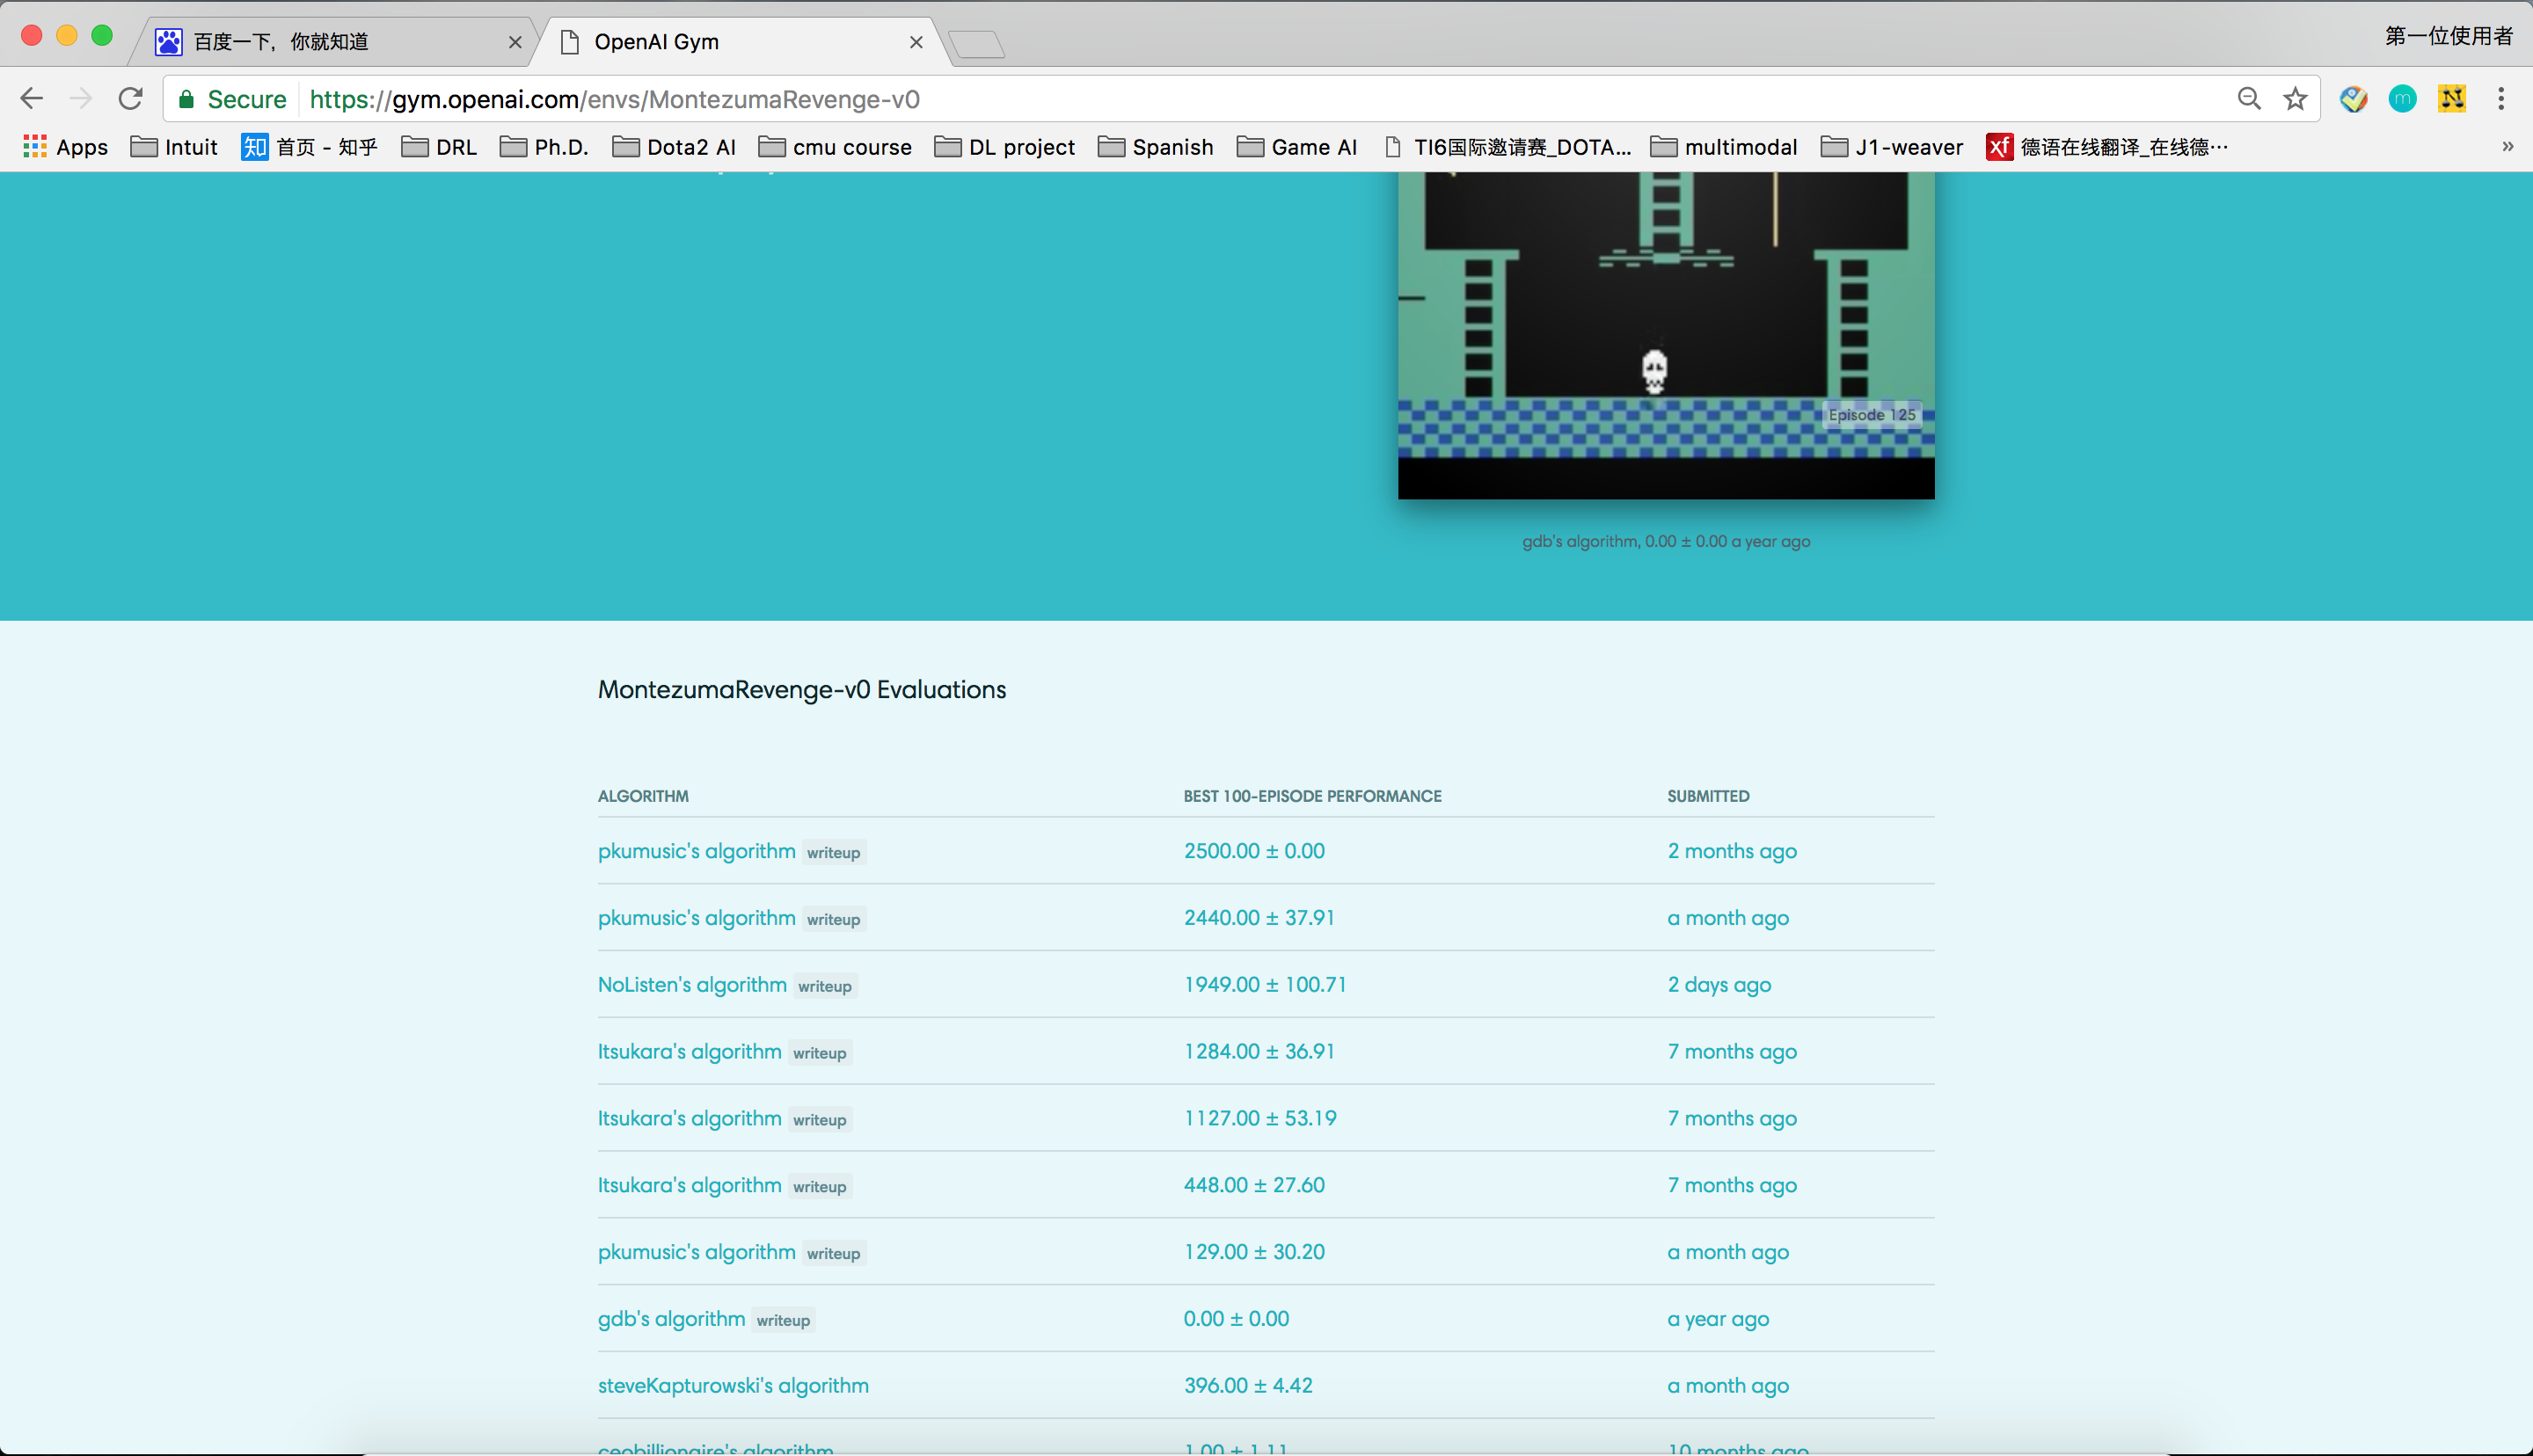 百度一下，你就知道
OpenAI Gym
第一位使用者
Secure https://gym.openai.com/envs/MontezumaRevenge-v0
Apps Intuit 知 首页 - 知乎 DRL Ph.D. Dota2 AI cmu course DL project Spanish Game AI TI6国际邀请赛_DOTA... multimodal J1-weaver xf 德语在线翻译_在线德... »
Episode 125
gdb's algorithm, 0.00 ± 0.00 a year ago
MontezumaRevenge-v0 Evaluations
ALGORITHM BEST 100-EPISODE PERFORMANCE SUBMITTED
pkumusic's algorithm writeup 2500.00 ± 0.00 2 months ago
pkumusic's algorithm writeup 2440.00 ± 37.91 a month ago
NoListen's algorithm writeup 1949.00 ± 100.71 2 days ago
Itsukara's algorithm writeup 1284.00 ± 36.91 7 months ago
Itsukara's algorithm writeup 1127.00 ± 53.19 7 months ago
Itsukara's algorithm writeup 448.00 ± 27.60 7 months ago
pkumusic's algorithm writeup 129.00 ± 30.20 a month ago
gdb's algorithm writeup 0.00 ± 0.00 a year ago
steveKapturowski's algorithm 396.00 ± 4.42 a month ago
ceobillionaire's algorithm 1.00 ± 1.11 10 months ago